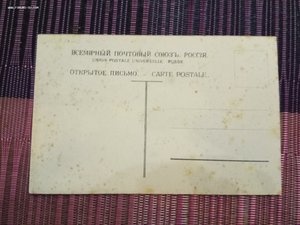 ВСЕМІРНЫЙ ПОЧТОВЫЙ СОЮЗЪ. РОССІЯ.
UNION POSTALE UNIVERSELLE. RUSSIE.
ОТКРЫТОЕ ПИСЬМО. — CARTE POSTALE.